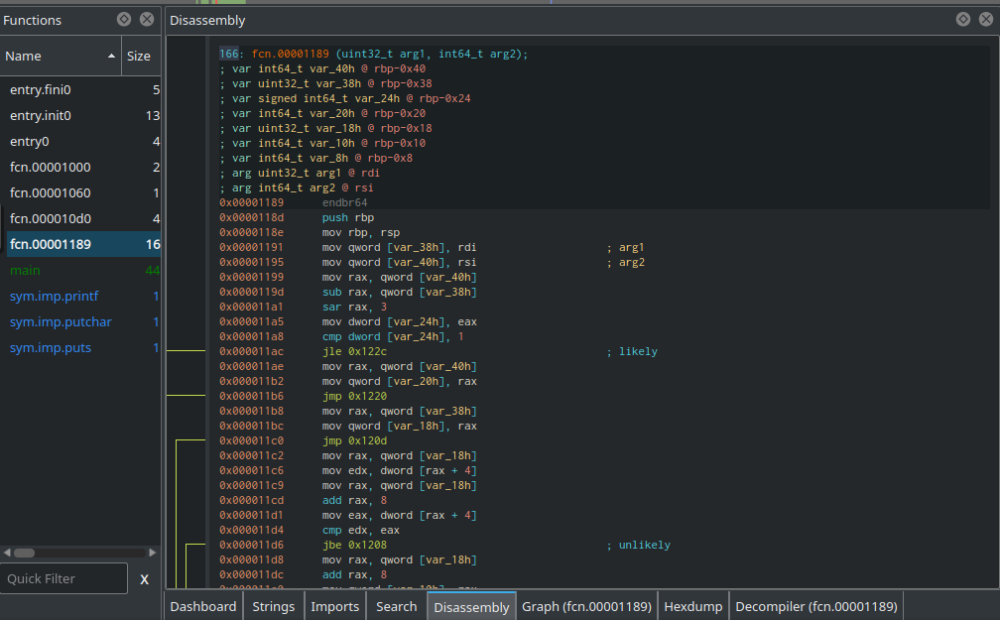 Functions
Disassembly
Name Size
entry.fini0 5
entry.init0 13
entry0 4
fcn.00001000 2
fcn.00001060 1
fcn.000010d0 4
fcn.00001189 16
main 44
sym.imp.printf 1
sym.imp.putchar 1
sym.imp.puts 1
Quick Filter X
166: fcn.00001189 (uint32_t arg1, int64_t arg2);
; var int64_t var_40h @ rbp-0x40
; var uint32_t var_38h @ rbp-0x38
; var signed int64_t var_24h @ rbp-0x24
; var int64_t var_20h @ rbp-0x20
; var uint32_t var_18h @ rbp-0x18
; var int64_t var_10h @ rbp-0x10
; var int64_t var_8h @ rbp-0x8
; arg uint32_t arg1 @ rdi
; arg int64_t arg2 @ rsi
0x00001189 endbr64
0x0000118d push rbp
0x0000118e mov rbp, rsp
0x00001191 mov qword [var_38h], rdi ; arg1
0x00001195 mov qword [var_40h], rsi ; arg2
0x00001199 mov rax, qword [var_40h]
0x0000119d sub rax, qword [var_38h]
0x000011a1 sar rax, 3
0x000011a5 mov dword [var_24h], eax
0x000011a8 cmp dword [var_24h], 1
0x000011ac jle 0x122c ; likely
0x000011ae mov rax, qword [var_40h]
0x000011b2 mov qword [var_20h], rax
0x000011b6 jmp 0x1220
0x000011b8 mov rax, qword [var_38h]
0x000011bc mov qword [var_18h], rax
0x000011c0 jmp 0x120d
0x000011c2 mov rax, qword [var_18h]
0x000011c6 mov edx, dword [rax + 4]
0x000011c9 mov rax, qword [var_18h]
0x000011cd add rax, 8
0x000011d1 mov eax, dword [rax + 4]
0x000011d4 cmp edx, eax
0x000011d6 jbe 0x1208 ; unlikely
0x000011d8 mov rax, qword [var_18h]
0x000011dc add rax, 8
Dashboard Strings Imports Search Disassembly Graph (fcn.00001189) Hexdump Decompiler (fcn.00001189)